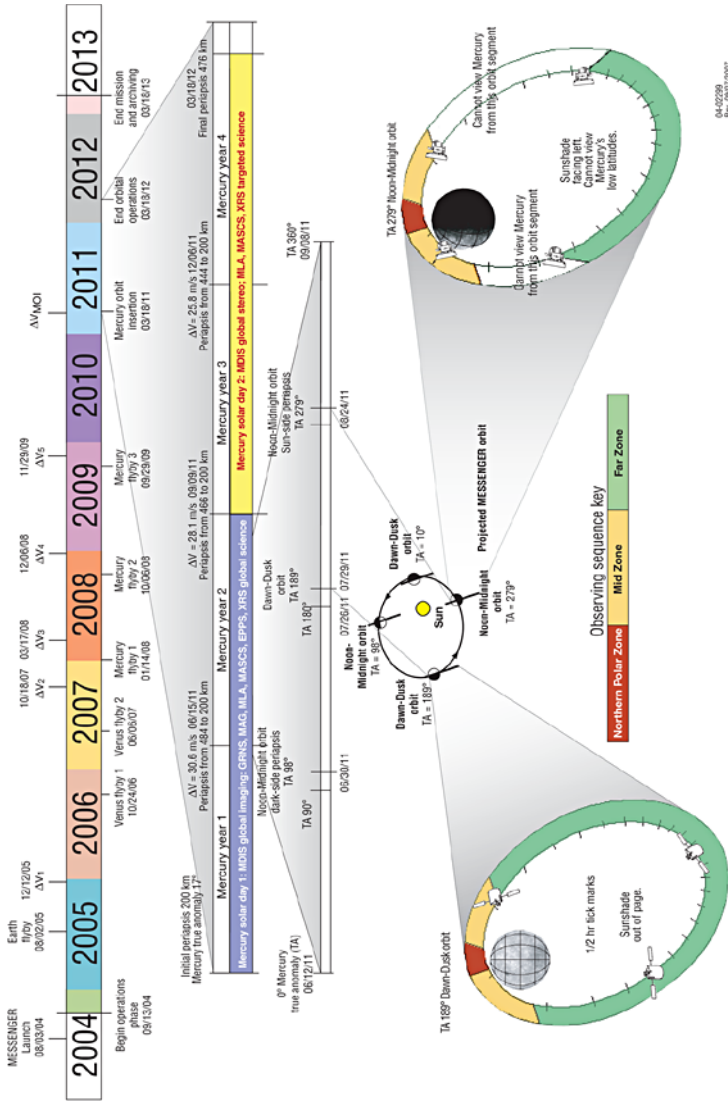 MESSENGER
Launch
08/03/04
Earth
flyby
08/02/05
12/12/05
ΔV1
10/18/07
ΔV2
03/17/08
ΔV3
12/06/08
ΔV4
11/29/09
ΔV5
ΔVMOI
2004
2005
2006
2007
2008
2009
2010
2011
2012
2013
Begin operations
phase
09/13/04
Venus flyby 1
10/24/06
Venus flyby 2
06/06/07
Mercury
flyby 1
01/14/08
Mercury
flyby 2
10/06/08
Mercury
flyby 3
09/29/09
Mercury orbit
insertion
03/18/11
End orbital
operations
03/18/12
End mission
and archiving
03/18/13
Initial periapsis 200 km
Mercury true anomaly 17°
ΔV = 30.6 m/s 06/15/11
Periapsis from 484 to 200 km
ΔV = 28.1 m/s 09/09/11
Periapsis from 466 to 200 km
ΔV= 25.8 m/s 12/06/11
Periapsis from 444 to 200 km
03/18/12
Final periapsis 476 km
Mercury year 1
Mercury year 2
Mercury year 3
Mercury year 4
Mercury solar day 1: MDIS global imaging: GRNS, MAG, MLA, MASCS, EPPS, XRS global science
Mercury solar day 2: MDIS global stereo; MLA, MASCS, XRS targeted science
0° Mercury
true anomaly (TA)
06/12/11
Noon-Midnight orbit
dark-side periapsis
TA 98°
TA 90°
06/30/11
Dawn-Dusk
orbit
TA 189°
TA 180°
07/26/11
07/29/11
Noon-Midnight orbit
Sun-side periapsis
TA 279°
08/24/11
TA 360°
09/08/11
Noon-
Midnight orbit
TA = 98°
Dawn-Dusk
orbit
TA = 10°
Sun
Dawn-Dusk
orbit
TA = 189°
Noon-Midnight
orbit
TA = 279°
Projected MESSENGER orbit
TA 189° Dawn-Dusk orbit
1/2 hr tick marks
Sunshade
out of page.
Observing sequence key
Northern Polar Zone
Mid Zone
Far Zone
TA 279° Noon-Midnight orbit
Cannot view Mercury
from this orbit segment
Cannot view Mercury
from this orbit segment
Sunshade
facing left.
Cannot view
Mercury's
low latitudes.
04-02299